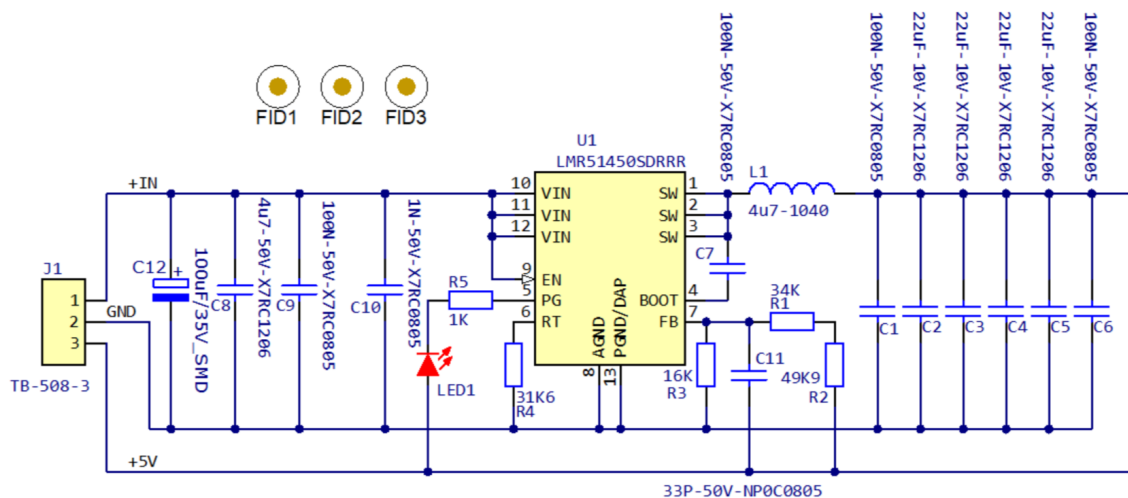 FID1
FID2
FID3
U1
LMR51450SDRRR
+IN
10
VIN
11
VIN
12
VIN
9
EN
5
PG
6
RT
SW
1
SW
2
SW
3
BOOT
4
FB
7
AGND
8
PGND/DAP
13
J1
1
2
3
GND
TB-508-3
C12
+
100uF/35V_SMD
C8
4u7-50V-X7RC1206
C9
100N-50V-X7RC0805
C10
1N-50V-X7RC0805
R5
1K
LED1
31K6
R4
C7
100N-50V-X7RC0805
L1
4u7-1040
34K
R1
16K
R3
C11
49K9
R2
33P-50V-NP0C0805
100N-50V-X7RC0805
C1
22uF-10V-X7RC1206
C2
22uF-10V-X7RC1206
C3
22uF-10V-X7RC1206
C4
22uF-10V-X7RC1206
C5
100N-50V-X7RC0805
C6
+5V